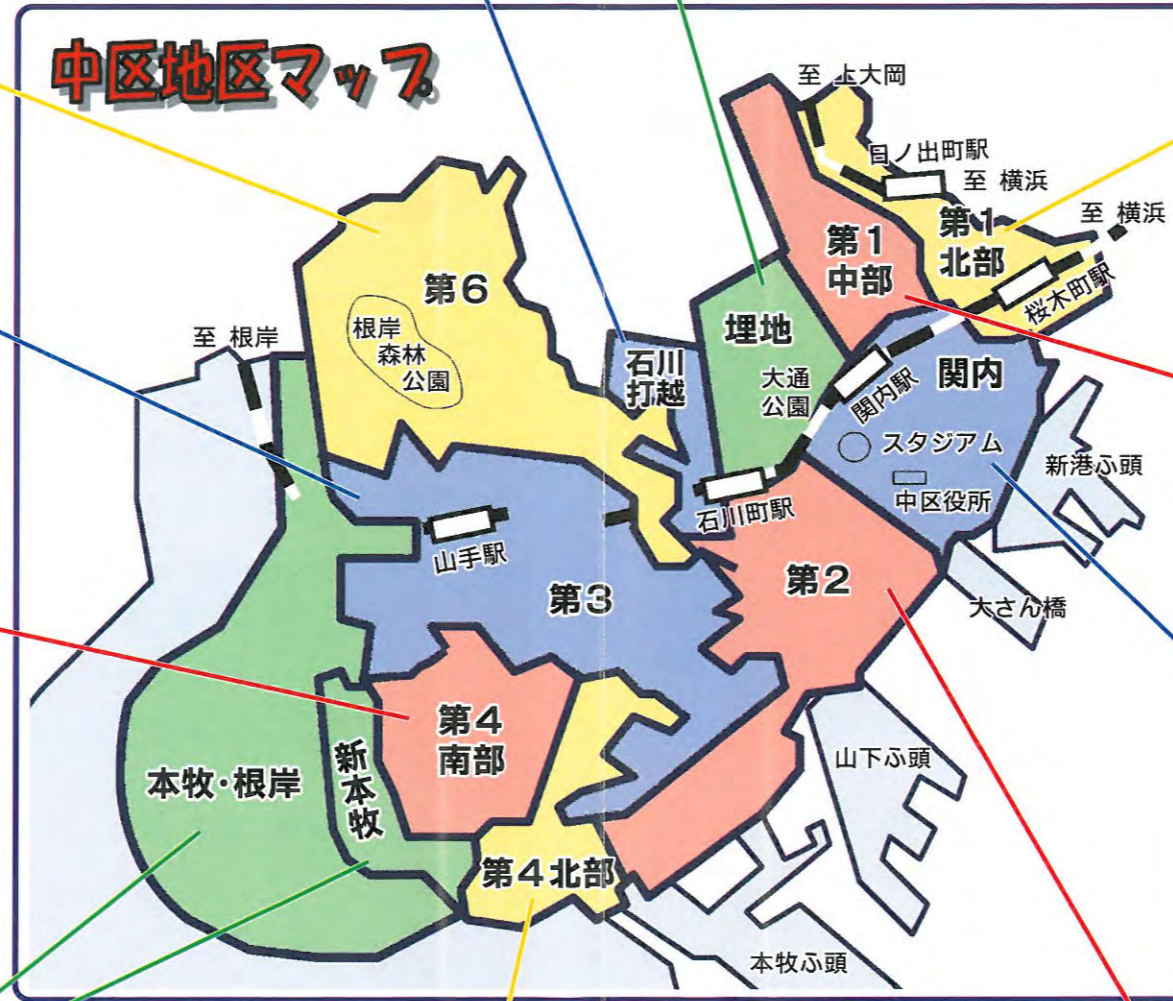 中区地区マップ
至 上大岡
日ノ出町駅
至 横浜
第1
北部
至 横浜
桜木町駅
第1
中部
第6
根岸
森林
公園
至 根岸
石川
打越
埋地
大通
公園
関内駅
関内
スタジアム
中区役所
新港ふ頭
石川町駅
山手駅
第3
第2
大さん橋
第4
南部
新本牧
本牧・根岸
山下ふ頭
第4北部
本牧ふ頭